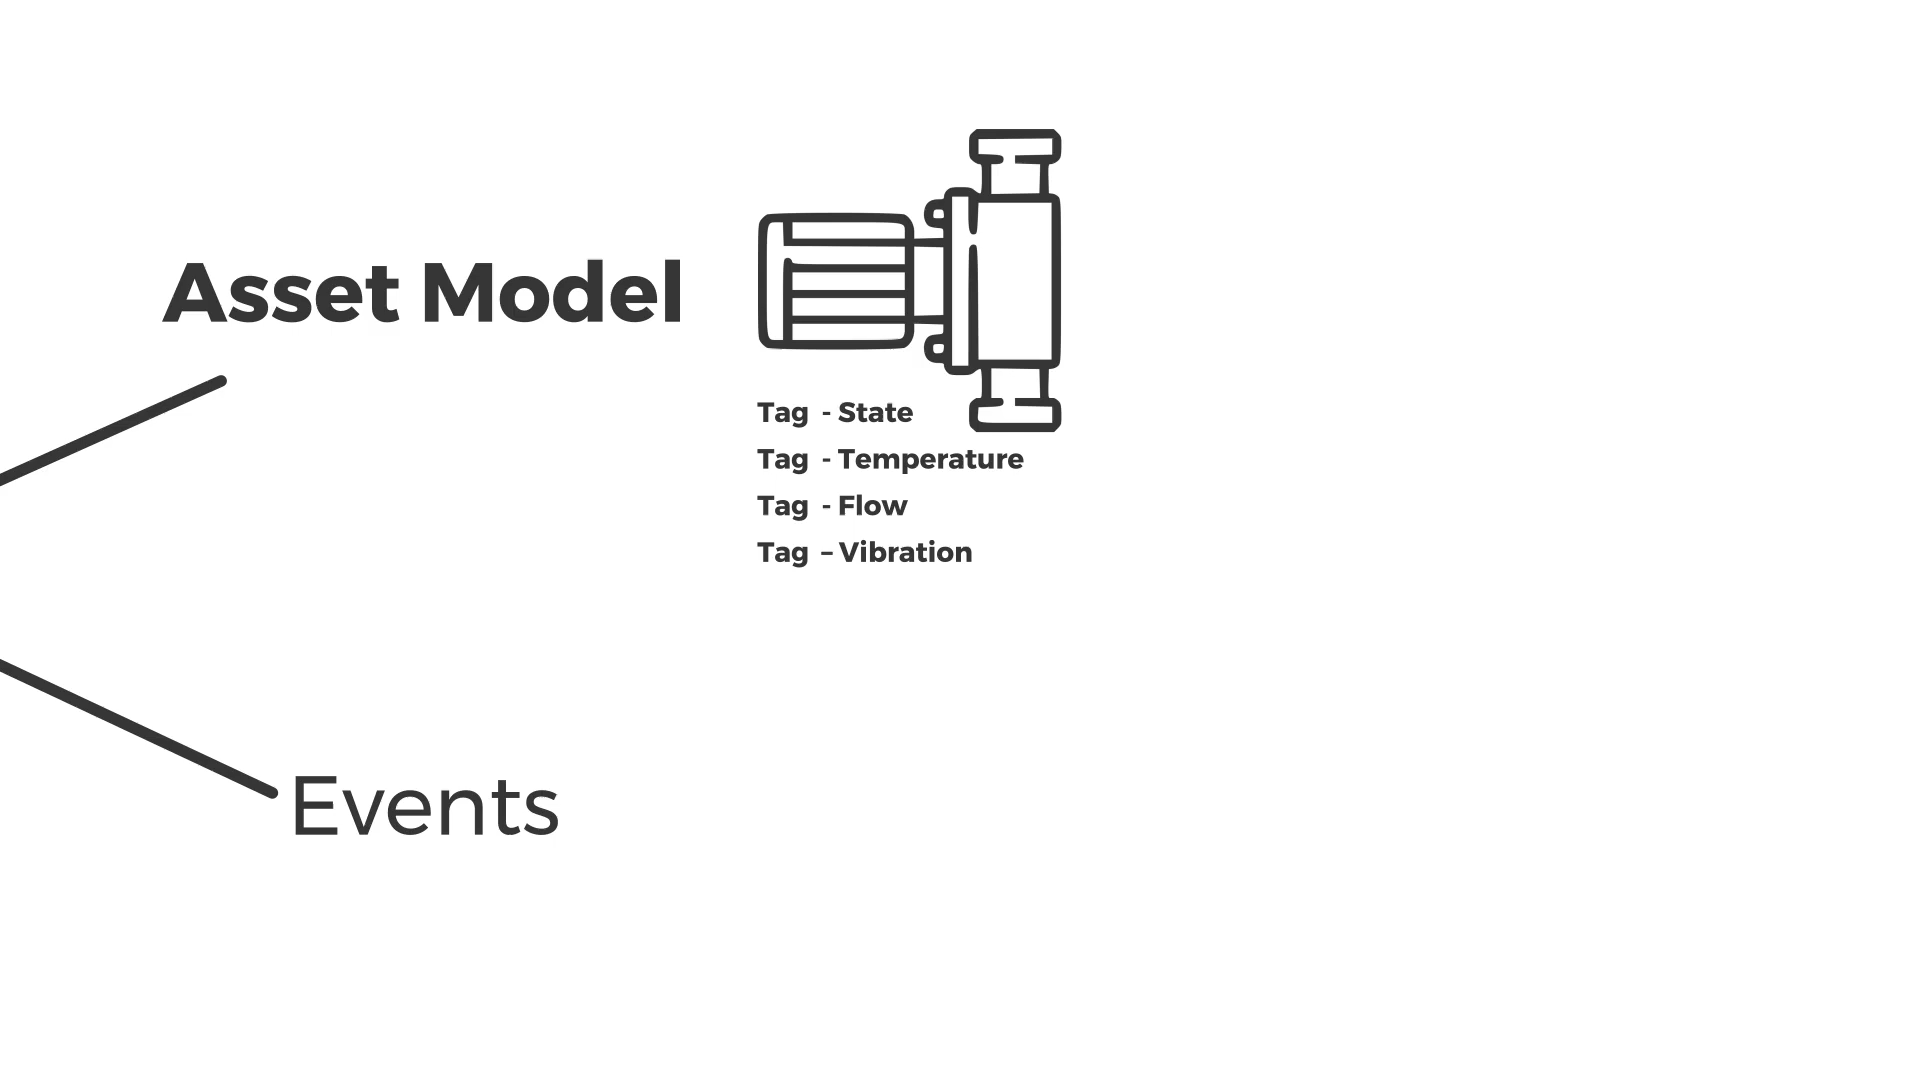 Asset Model
Tag - State
Tag - Temperature
Tag - Flow
Tag – Vibration
Events